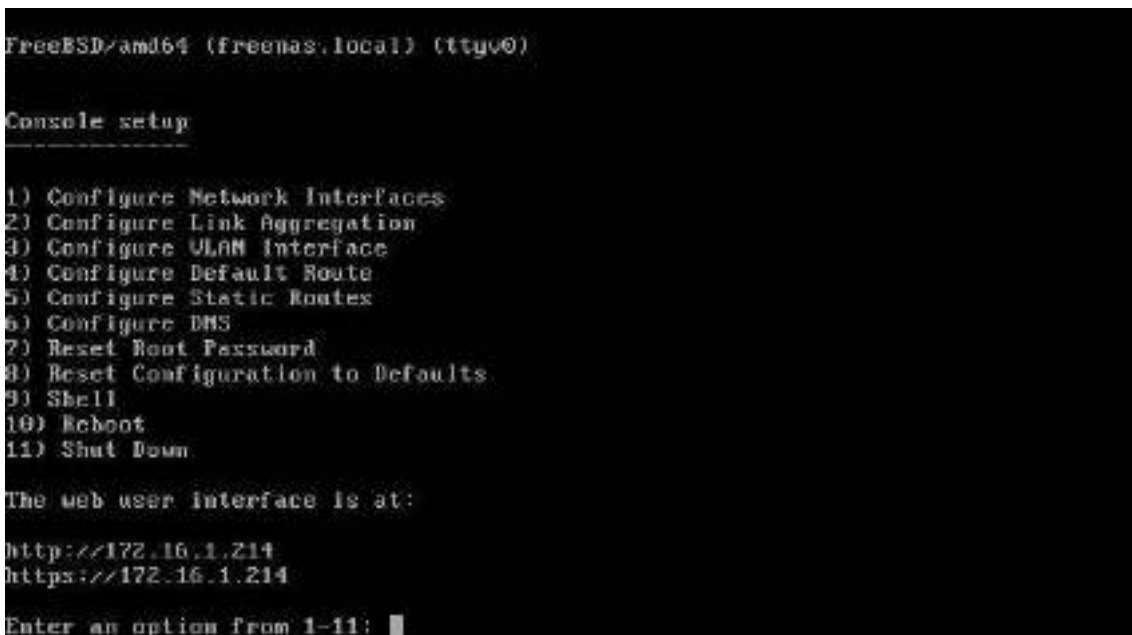 FreeBSD/amd64 (freenas.local) (ttyv0)
Console setup
-------------
1) Configure Network Interfaces
2) Configure Link Aggregation
3) Configure VLAN Interface
4) Configure Default Route
5) Configure Static Routes
6) Configure DNS
7) Reset Root Password
8) Reset Configuration to Defaults
9) Shell
10) Reboot
11) Shut Down
The web user interface is at:
http://172.16.1.214
https://172.16.1.214
Enter an option from 1-11: